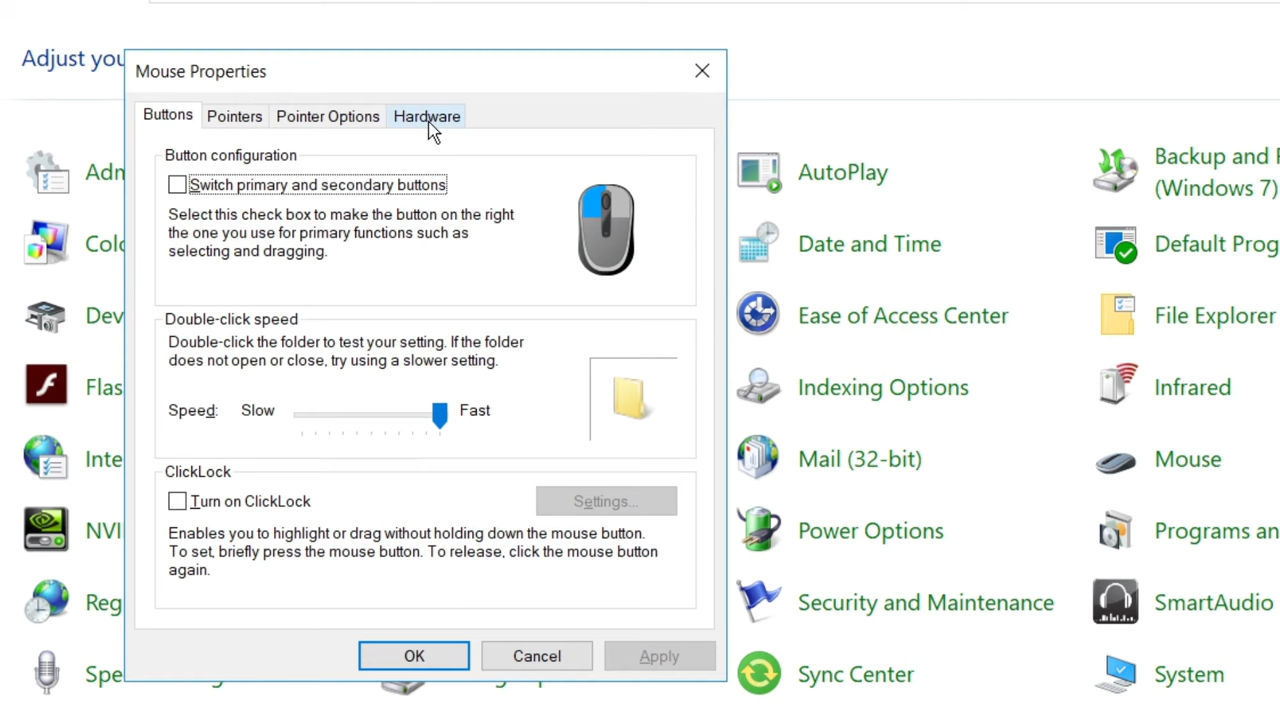 Adjust you
Mouse Properties
Buttons
Pointers
Pointer Options
Hardware
Button configuration
Switch primary and secondary buttons
Select this check box to make the button on the right
the one you use for primary functions such as
selecting and dragging.
Double-click speed
Double-click the folder to test your setting. If the folder
does not open or close, try using a slower setting.
Speed:
Slow
Fast
ClickLock
Turn on ClickLock
Settings...
Enables you to highlight or drag without holding down the mouse button.
To set, briefly press the mouse button. To release, click the mouse button
again.
OK
Cancel
Apply
Adm
Colo
Dev
Flas
Inte
NVI
Reg
Spe
AutoPlay
Date and Time
Ease of Access Center
Indexing Options
Mail (32-bit)
Power Options
Security and Maintenance
Sync Center
Backup and R
(Windows 7)
Default Prog
File Explorer
Infrared
Mouse
Programs an
SmartAudio
System